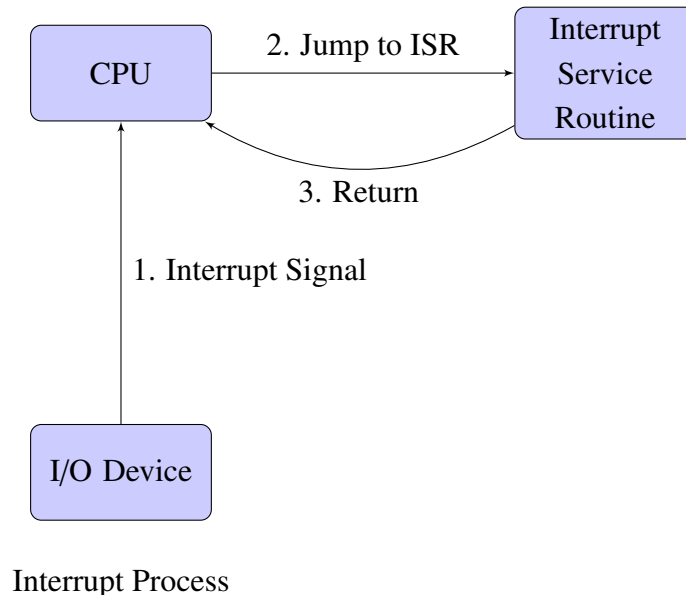 CPU
2. Jump to ISR
Interrupt
Service
Routine
3. Return
1. Interrupt Signal
I/O Device
Interrupt Process